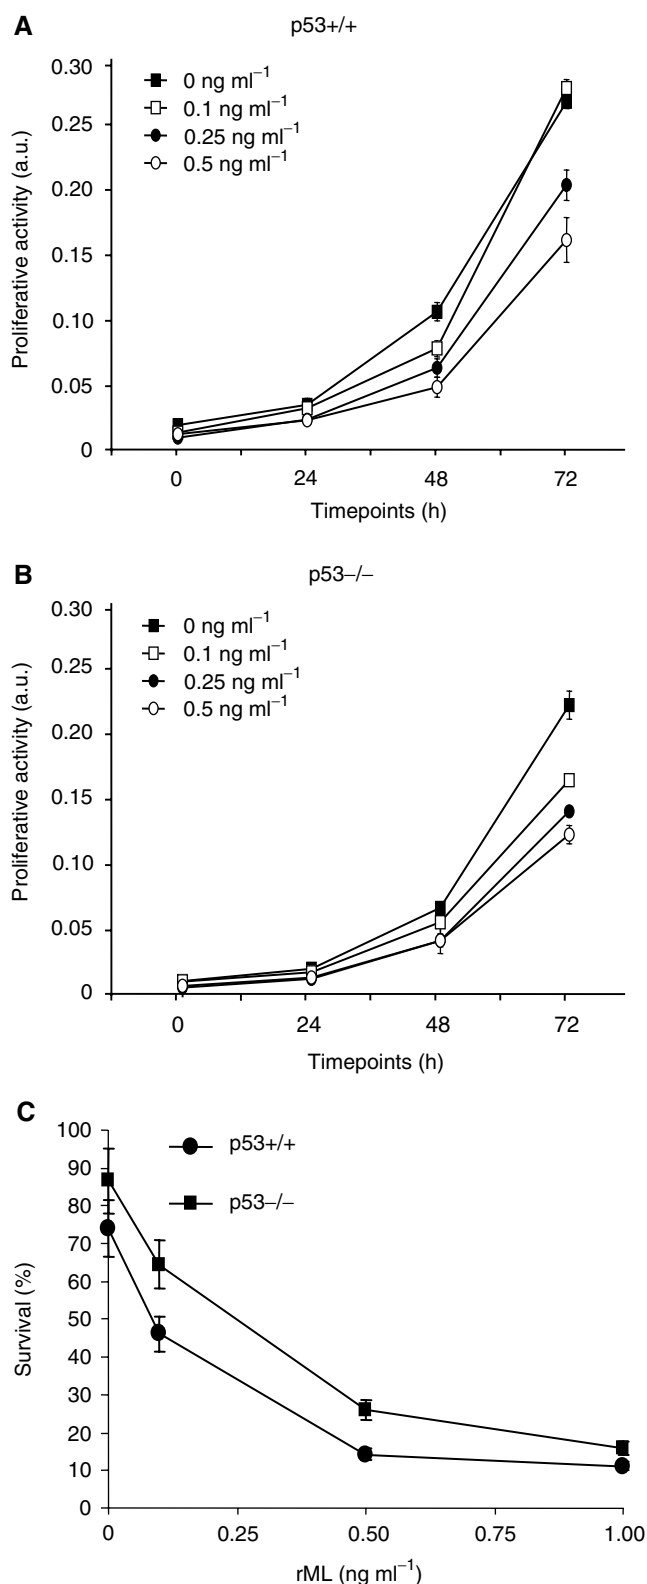 A
p53+/+
0.30
0.25
0.20
0.15
0.10
0.05
0
0 ng ml⁻¹
0.1 ng ml⁻¹
0.25 ng ml⁻¹
0.5 ng ml⁻¹
Proliferative activity (a.u.)
0 24 48 72
Timepoints (h)
B
p53−/−
0.30
0.25
0.20
0.15
0.10
0.05
0
0 ng ml⁻¹
0.1 ng ml⁻¹
0.25 ng ml⁻¹
0.5 ng ml⁻¹
Proliferative activity (a.u.)
0 24 48 72
Timepoints (h)
C
100
90
80
70
60
50
40
30
20
10
0
p53+/+
p53−/−
Survival (%)
0 0.25 0.50 0.75 1.00
rML (ng ml⁻¹)